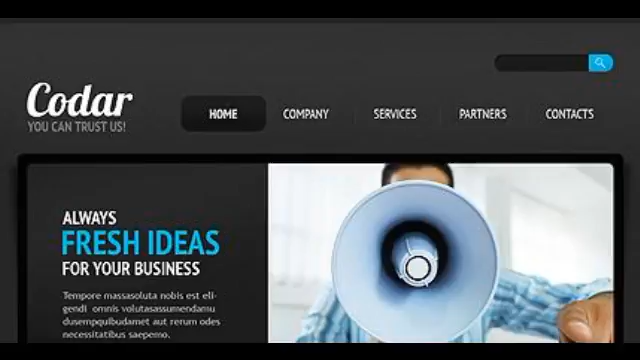 Codar
YOU CAN TRUST US!
HOME COMPANY SERVICES PARTNERS CONTACTS
ALWAYS
FRESH IDEAS
FOR YOUR BUSINESS
Tempore massasoluta nobis est eli-
gendi omnis volutasassumendamu
dusempquibudamet aut rerum odes
necessitatibus saepemo.